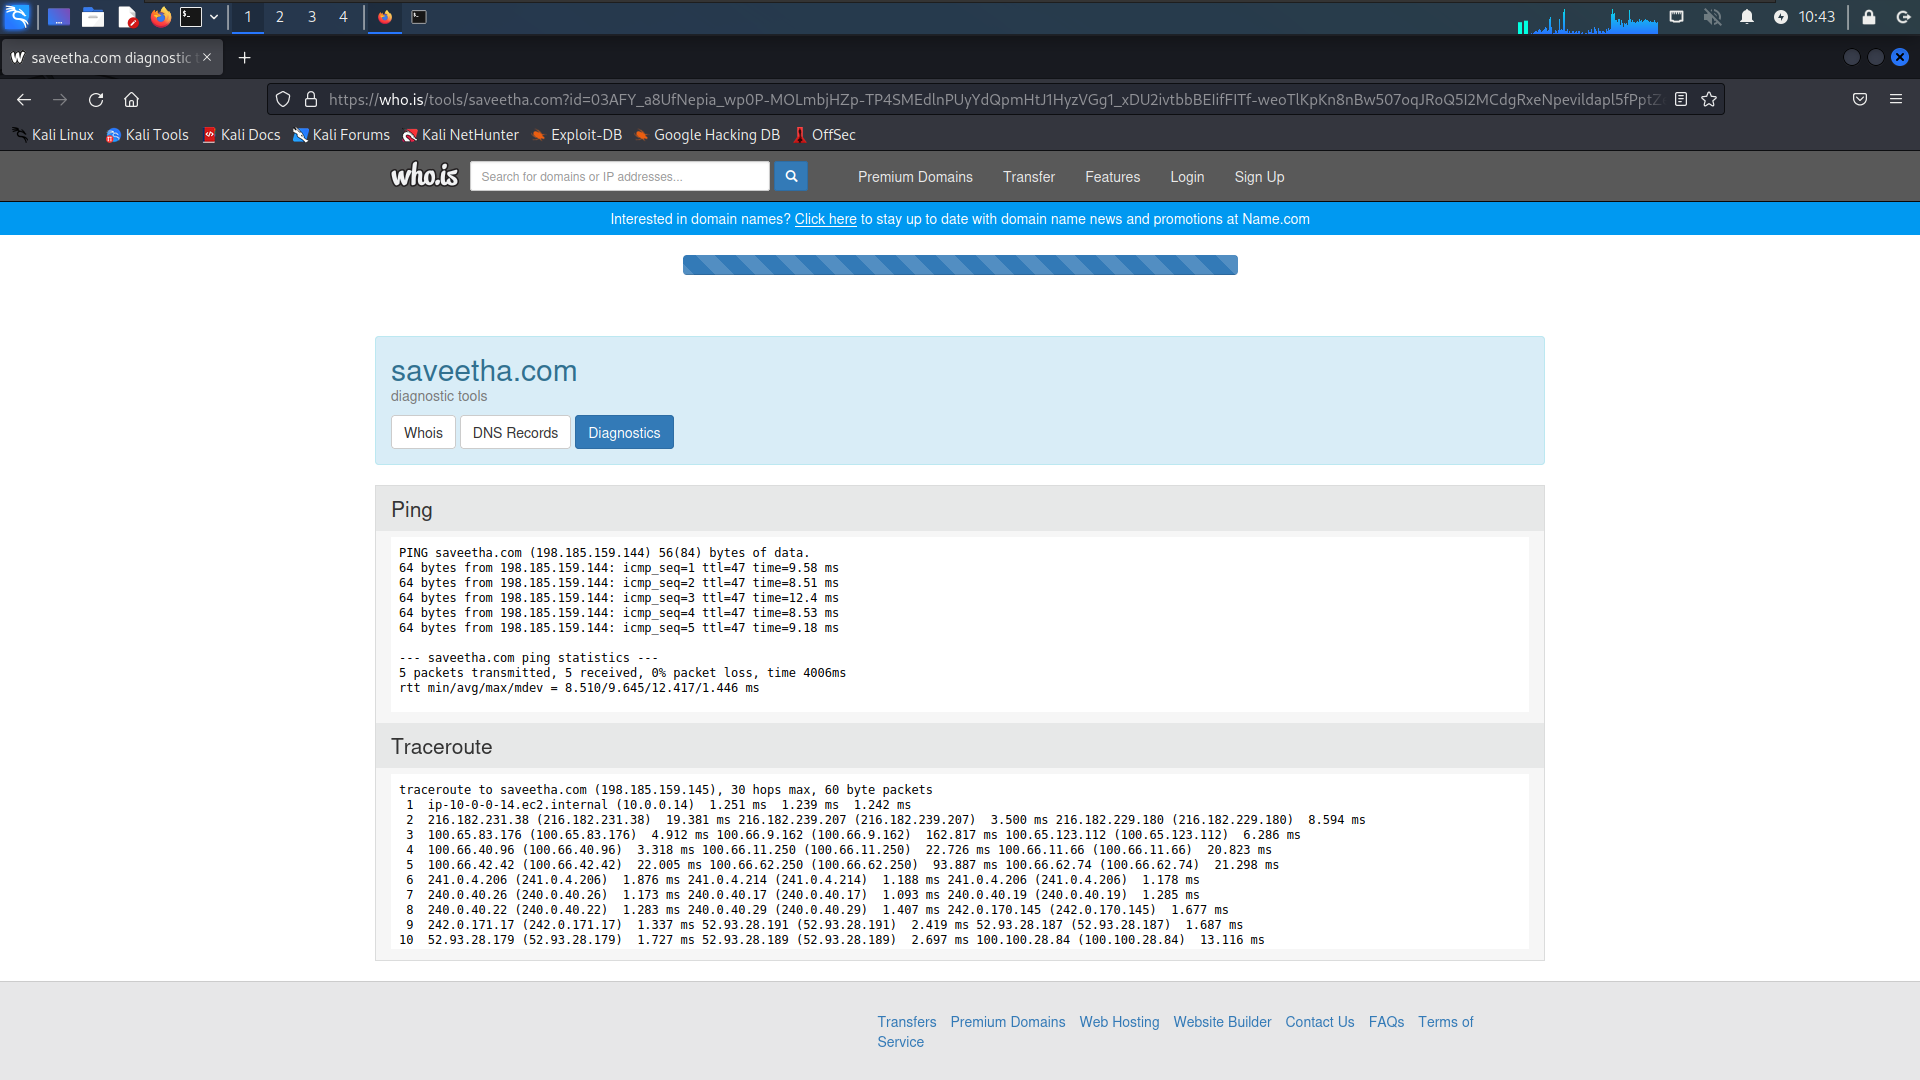 1 2 3 4 10:43
saveetha.com diagnostic
https://who.is/tools/saveetha.com?id=
Kali Linux Kali Tools Kali Docs Kali Forums Kali NetHunter Exploit-DB Google Hacking DB OffSec
who.is Search for domains or IP addresses... Premium Domains Transfer Features Login Sign Up
Interested in domain names? Click here to stay up to date with domain name news and promotions at Name.com
saveetha.com
diagnostic tools
Whois DNS Records Diagnostics
Ping
PING saveetha.com (198.185.159.144) 56(84) bytes of data.
64 bytes from 198.185.159.144: icmp_seq=1 ttl=47 time=9.58 ms
64 bytes from 198.185.159.144: icmp_seq=2 ttl=47 time=8.51 ms
64 bytes from 198.185.159.144: icmp_seq=3 ttl=47 time=12.4 ms
64 bytes from 198.185.159.144: icmp_seq=4 ttl=47 time=8.53 ms
64 bytes from 198.185.159.144: icmp_seq=5 ttl=47 time=9.18 ms
--- saveetha.com ping statistics ---
5 packets transmitted, 5 received, 0% packet loss, time 4006ms
rtt min/avg/max/mdev = 8.510/9.645/12.417/1.446 ms
Traceroute
traceroute to saveetha.com (198.185.159.145), 30 hops max, 60 byte packets
1 ip-10-0-0-14.ec2.internal (10.0.0.14) 1.251 ms 1.239 ms 1.242 ms
2 216.182.231.38 (216.182.231.38) 19.381 ms 216.182.239.207 (216.182.239.207) 3.500 ms 216.182.229.180 (216.182.229.180) 8.594 ms
3 100.65.83.176 (100.65.83.176) 4.912 ms 100.66.9.162 (100.66.9.162) 162.817 ms 100.65.123.112 (100.65.123.112) 6.286 ms
4 100.66.40.96 (100.66.40.96) 3.318 ms 100.66.11.250 (100.66.11.250) 22.726 ms 100.66.11.66 (100.66.11.66) 20.823 ms
5 100.66.42.42 (100.66.42.42) 22.005 ms 100.66.62.250 (100.66.62.250) 93.887 ms 100.66.62.74 (100.66.62.74) 21.298 ms
6 241.0.4.206 (241.0.4.206) 1.876 ms 241.0.4.214 (241.0.4.214) 1.188 ms 241.0.4.206 (241.0.4.206) 1.178 ms
7 240.0.40.26 (240.0.40.26) 1.173 ms 240.0.40.17 (240.0.40.17) 1.093 ms 240.0.40.19 (240.0.40.19) 1.285 ms
8 240.0.40.22 (240.0.40.22) 1.283 ms 240.0.40.29 (240.0.40.29) 1.407 ms 242.0.170.145 (242.0.170.145) 1.677 ms
9 242.0.171.17 (242.0.171.17) 1.337 ms 52.93.28.191 (52.93.28.191) 2.419 ms 52.93.28.187 (52.93.28.187) 1.687 ms
10 52.93.28.179 (52.93.28.179) 1.727 ms 52.93.28.189 (52.93.28.189) 2.697 ms 100.100.28.84 (100.100.28.84) 13.116 ms
Transfers Premium Domains Web Hosting Website Builder Contact Us FAQs Terms of
Service